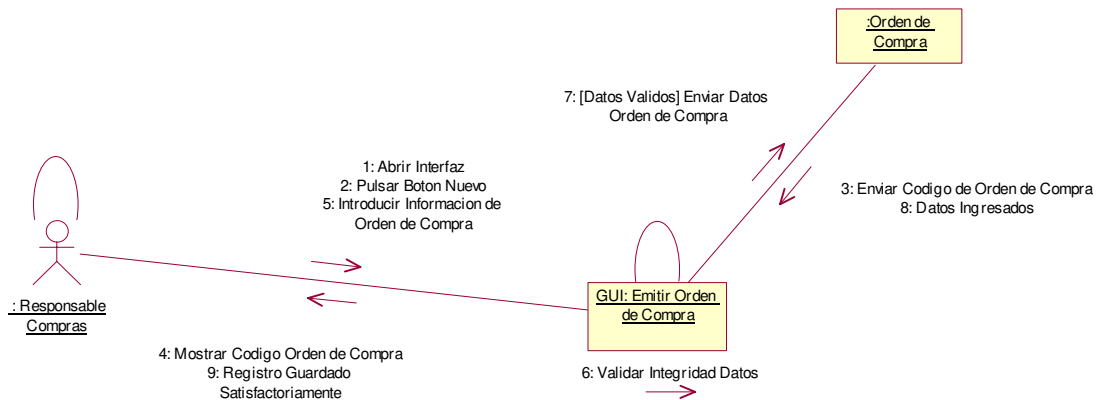 :Orden de
Compra
7: [Datos Validos] Enviar Datos
Orden de Compra
1: Abrir Interfaz
2: Pulsar Boton Nuevo
5: Introducir Informacion de
Orden de Compra
3: Enviar Codigo de Orden de Compra
8: Datos Ingresados
: Responsable
Compras
GUI: Emitir Orden
de Compra
4: Mostrar Codigo Orden de Compra
9: Registro Guardado
Satisfactoriamente
6: Validar Integridad Datos